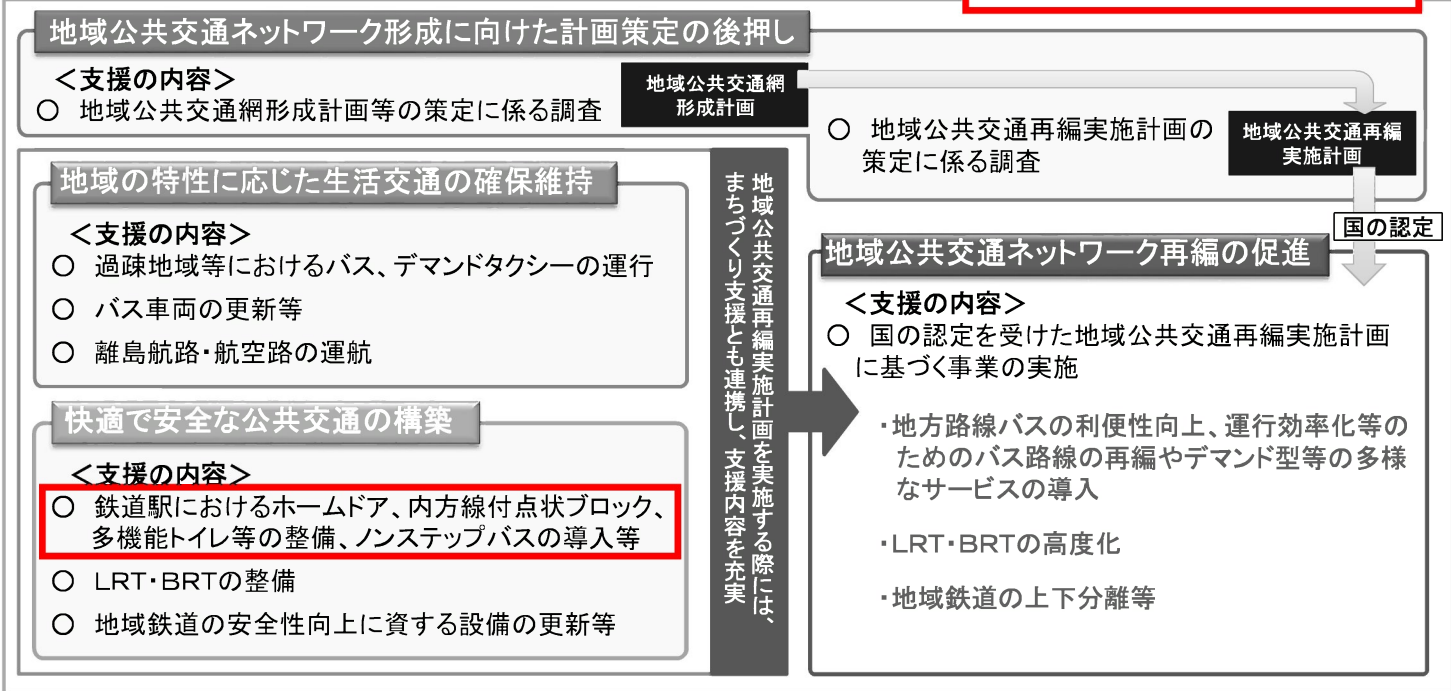 地域公共交通ネットワーク形成に向けた計画策定の後押し
＜支援の内容＞
○ 地域公共交通網形成計画等の策定に係る調査
地域公共交通網
形成計画
○ 地域公共交通再編実施計画の
策定に係る調査
地域公共交通再編
実施計画
国の認定
地域の特性に応じた生活交通の確保維持
＜支援の内容＞
○ 過疎地域等におけるバス、デマンドタクシーの運行
○ バス車両の更新等
○ 離島航路・航空路の運航
快適で安全な公共交通の構築
＜支援の内容＞
○ 鉄道駅におけるホームドア、内方線付点状ブロック、
多機能トイレ等の整備、ノンステップバスの導入等
○ LRT・BRTの整備
○ 地域鉄道の安全性向上に資する設備の更新等
地域公共交通再編実施計画を実施する際には、
まちづくり支援とも連携し、支援内容を充実
地域公共交通ネットワーク再編の促進
＜支援の内容＞
○ 国の認定を受けた地域公共交通再編実施計画
に基づく事業の実施
・地方路線バスの利便性向上、運行効率化等の
ためのバス路線の再編やデマンド型等の多様
なサービスの導入
・LRT・BRTの高度化
・地域鉄道の上下分離等